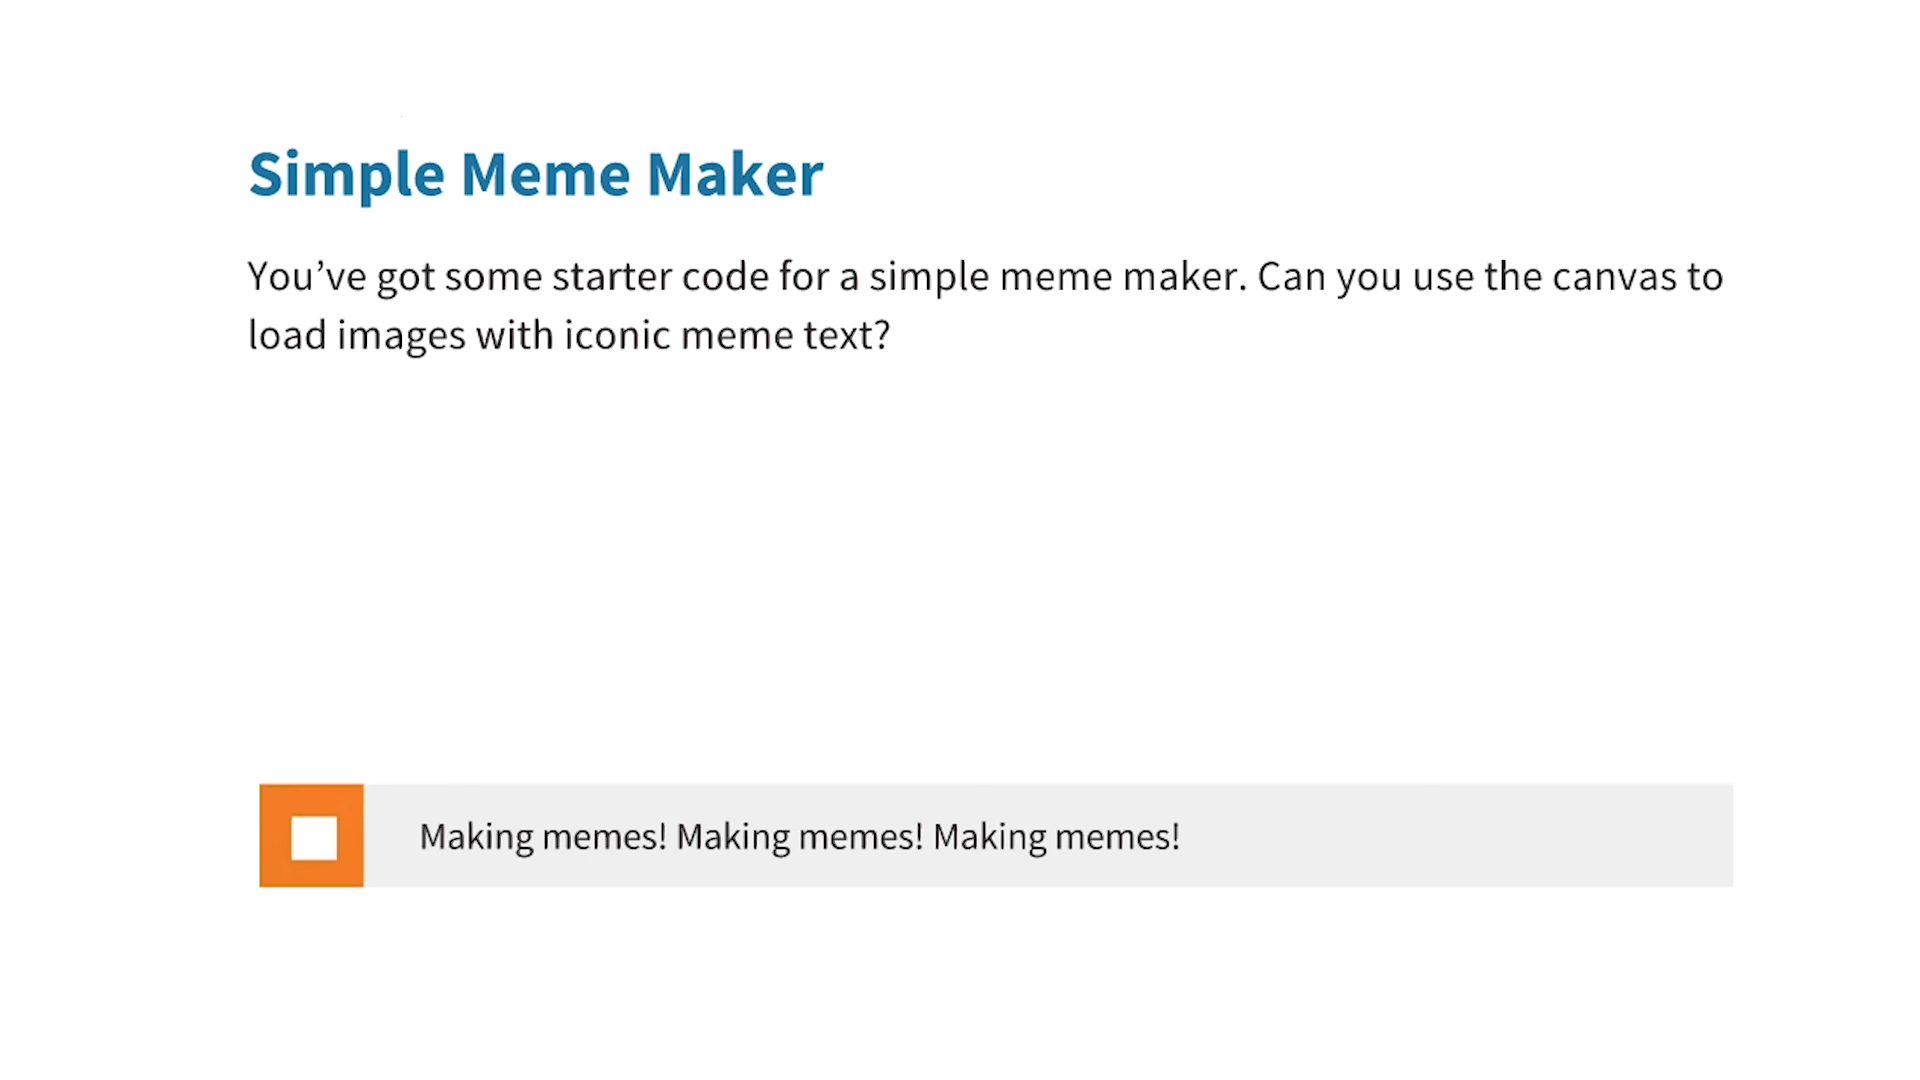 Simple Meme Maker
You’ve got some starter code for a simple meme maker. Can you use the canvas to
load images with iconic meme text?
Making memes! Making memes! Making memes!